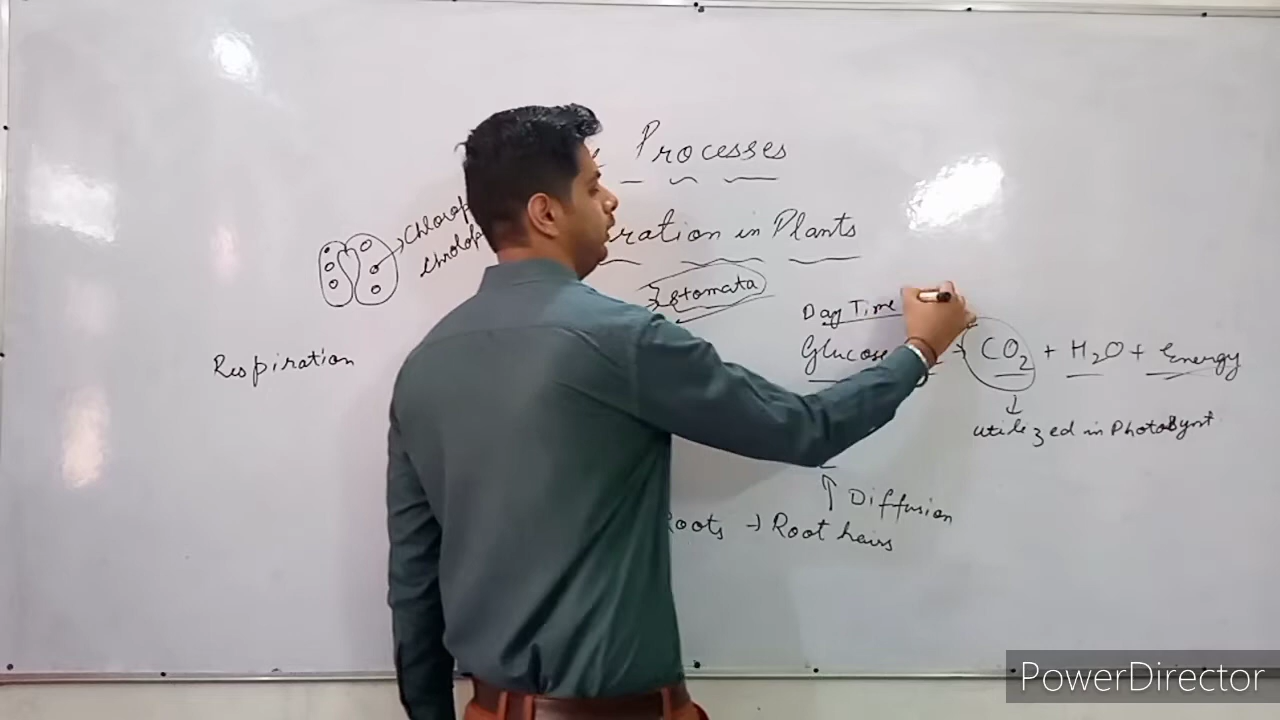 Processes
ration in Plants
Chlorop
chrolop
stomata
Day Time
Respiration
Glucose → CO2 + H2O + Energy
utilized in Photosynt
↑ Diffusion
Roots → Root hairs
PowerDirector